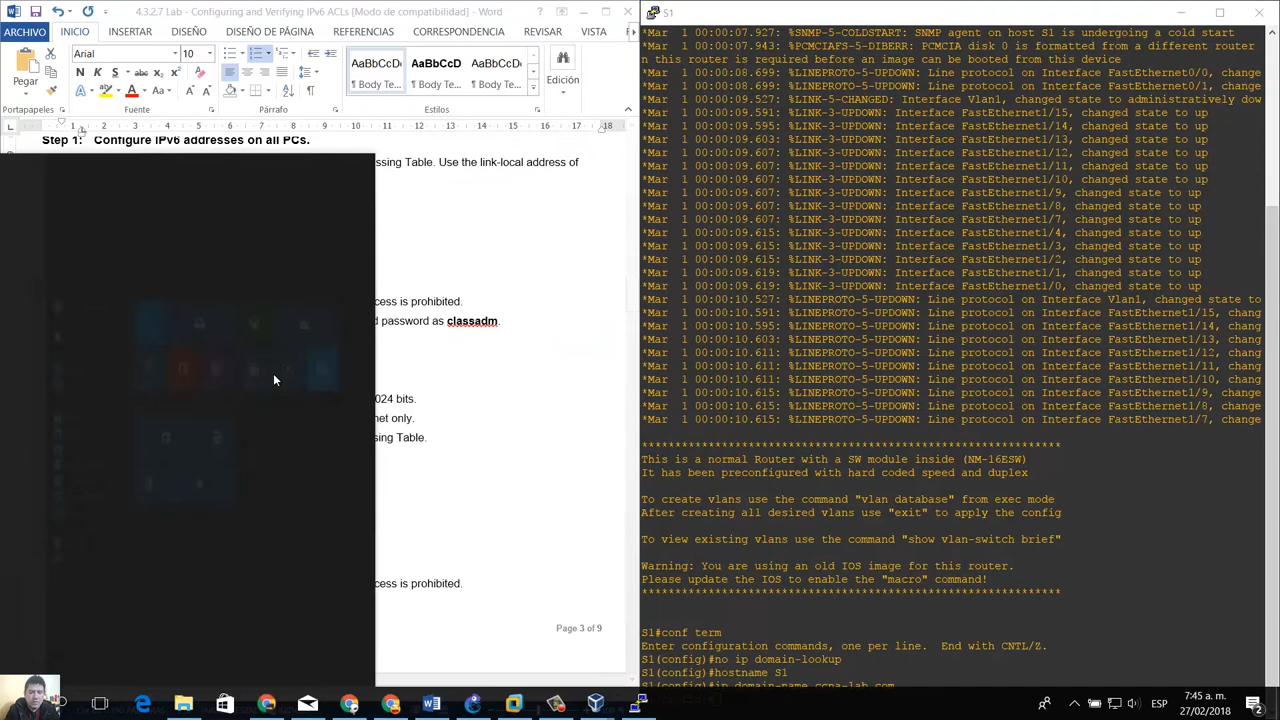 4.3.2.7 Lab - Configuring and Verifying IPv6 ACLs [Modo de compatibilidad] - Word
ARCHIVO INICIO INSERTAR DISEÑO DISEÑO DE PÁGINA REFERENCIAS CORRESPONDENCIA REVISAR VISTA
Arial 10
Pegar
AaBbCcDc AaBbCcD AaBbCcD
¶ Body Te... ¶ Body Te... ¶ Body Te...
Edición
Portapapeles Fuente Párrafo Estilos
1 2 3 4 5 6 7 8 9 10 11 12 13 14 15 16 18
Step 1: Configure IPv6 addresses on all PCs.
ssing Table. Use the link-local address of
cess is prohibited.
d password as classadm.
024 bits.
net only.
sing Table.
cess is prohibited.
Page 3 of 9
S1
*Mar 1 00:00:07.927: %SNMP-5-COLDSTART: SNMP agent on host S1 is undergoing a cold start
*Mar 1 00:00:07.943: %PCMCIAFS-5-DIBERR: PCMCIA disk 0 is formatted from a different router
n this router is required before an image can be booted from this device
*Mar 1 00:00:08.699: %LINEPROTO-5-UPDOWN: Line protocol on Interface FastEthernet0/0, change
*Mar 1 00:00:08.699: %LINEPROTO-5-UPDOWN: Line protocol on Interface FastEthernet0/1, change
*Mar 1 00:00:09.527: %LINK-5-CHANGED: Interface Vlan1, changed state to administratively dow
*Mar 1 00:00:09.591: %LINK-3-UPDOWN: Interface FastEthernet1/15, changed state to up
*Mar 1 00:00:09.595: %LINK-3-UPDOWN: Interface FastEthernet1/14, changed state to up
*Mar 1 00:00:09.603: %LINK-3-UPDOWN: Interface FastEthernet1/13, changed state to up
*Mar 1 00:00:09.607: %LINK-3-UPDOWN: Interface FastEthernet1/12, changed state to up
*Mar 1 00:00:09.607: %LINK-3-UPDOWN: Interface FastEthernet1/11, changed state to up
*Mar 1 00:00:09.607: %LINK-3-UPDOWN: Interface FastEthernet1/10, changed state to up
*Mar 1 00:00:09.607: %LINK-3-UPDOWN: Interface FastEthernet1/9, changed state to up
*Mar 1 00:00:09.607: %LINK-3-UPDOWN: Interface FastEthernet1/8, changed state to up
*Mar 1 00:00:09.607: %LINK-3-UPDOWN: Interface FastEthernet1/7, changed state to up
*Mar 1 00:00:09.615: %LINK-3-UPDOWN: Interface FastEthernet1/4, changed state to up
*Mar 1 00:00:09.615: %LINK-3-UPDOWN: Interface FastEthernet1/3, changed state to up
*Mar 1 00:00:09.615: %LINK-3-UPDOWN: Interface FastEthernet1/2, changed state to up
*Mar 1 00:00:09.619: %LINK-3-UPDOWN: Interface FastEthernet1/1, changed state to up
*Mar 1 00:00:09.619: %LINK-3-UPDOWN: Interface FastEthernet1/0, changed state to up
*Mar 1 00:00:10.527: %LINEPROTO-5-UPDOWN: Line protocol on Interface Vlan1, changed state to
*Mar 1 00:00:10.591: %LINEPROTO-5-UPDOWN: Line protocol on Interface FastEthernet1/15, chang
*Mar 1 00:00:10.595: %LINEPROTO-5-UPDOWN: Line protocol on Interface FastEthernet1/14, chang
*Mar 1 00:00:10.603: %LINEPROTO-5-UPDOWN: Line protocol on Interface FastEthernet1/13, chang
*Mar 1 00:00:10.611: %LINEPROTO-5-UPDOWN: Line protocol on Interface FastEthernet1/12, chang
*Mar 1 00:00:10.611: %LINEPROTO-5-UPDOWN: Line protocol on Interface FastEthernet1/11, chang
*Mar 1 00:00:10.611: %LINEPROTO-5-UPDOWN: Line protocol on Interface FastEthernet1/10, chang
*Mar 1 00:00:10.615: %LINEPROTO-5-UPDOWN: Line protocol on Interface FastEthernet1/9, change
*Mar 1 00:00:10.615: %LINEPROTO-5-UPDOWN: Line protocol on Interface FastEthernet1/8, change
*Mar 1 00:00:10.615: %LINEPROTO-5-UPDOWN: Line protocol on Interface FastEthernet1/7, change
***************************************************************
This is a normal Router with a SW module inside (NM-16ESW)
It has been preconfigured with hard coded speed and duplex
To create vlans use the command "vlan database" from exec mode
After creating all desired vlans use "exit" to apply the config
To view existing vlans use the command "show vlan-switch brief"
Warning: You are using an old IOS image for this router.
Please update the IOS to enable the "macro" command!
***************************************************************
S1#conf term
Enter configuration commands, one per line. End with CNTL/Z.
S1(config)#no ip domain-lookup
S1(config)#hostname S1
S1(config)#ip domain-name ccna-lab.com
ESP
7:45 a. m.
27/02/2018